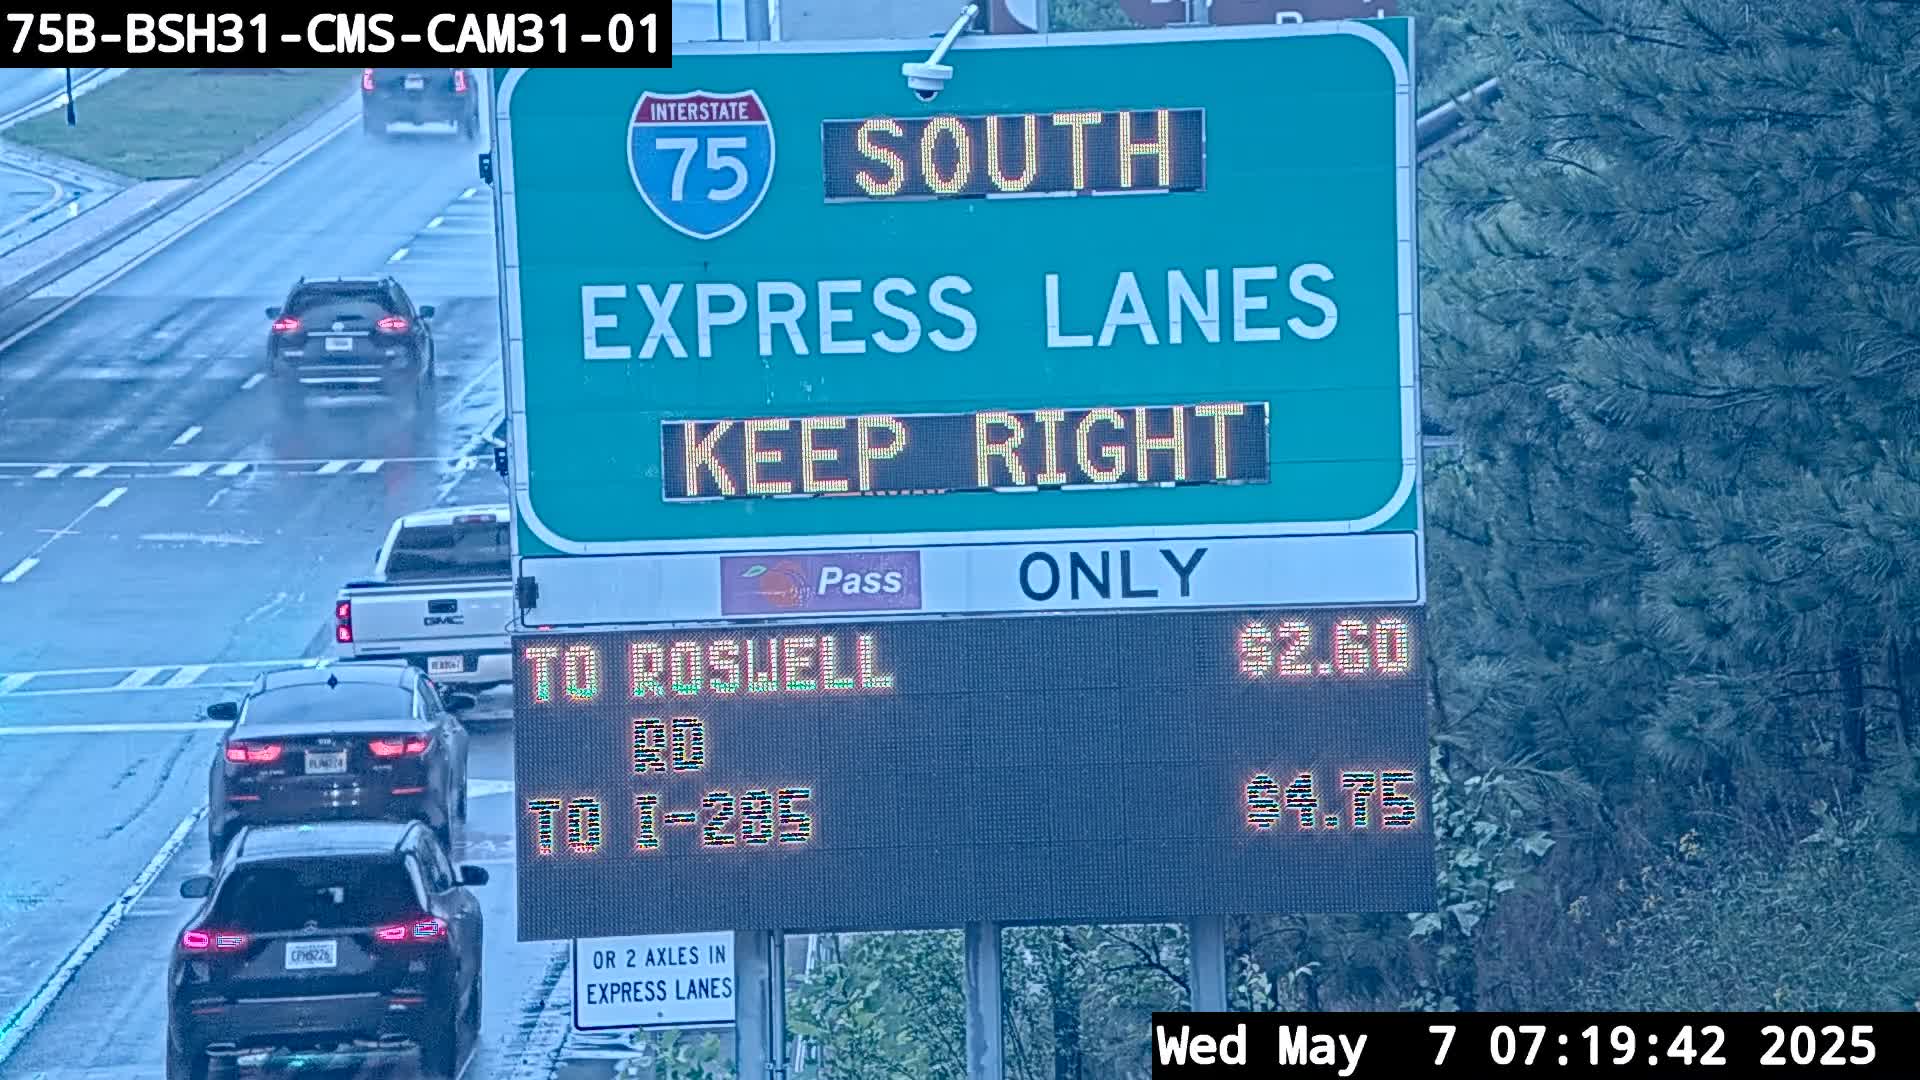 75B-BSH31-CMS-CAM31-01
INTERSTATE
75
SOUTH
EXPRESS LANES
KEEP RIGHT
Pass
ONLY
TO ROSWELL $2.60
RD
TO I-285 $4.75
GMC
OR 2 AXLES IN
EXPRESS LANES
Wed May 7 07:19:42 2025